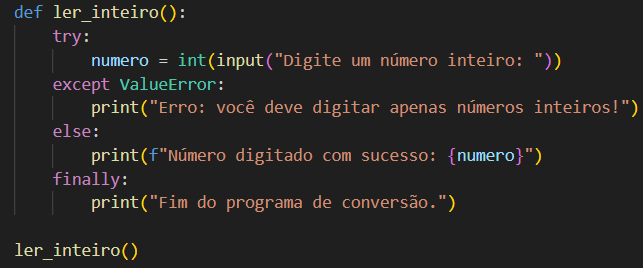 def ler_inteiro():
    try:
        numero = int(input("Digite um número inteiro: "))
    except ValueError:
        print("Erro: você deve digitar apenas números inteiros!")
    else:
        print(f"Número digitado com sucesso: {numero}")
    finally:
        print("Fim do programa de conversão.")

ler_inteiro()